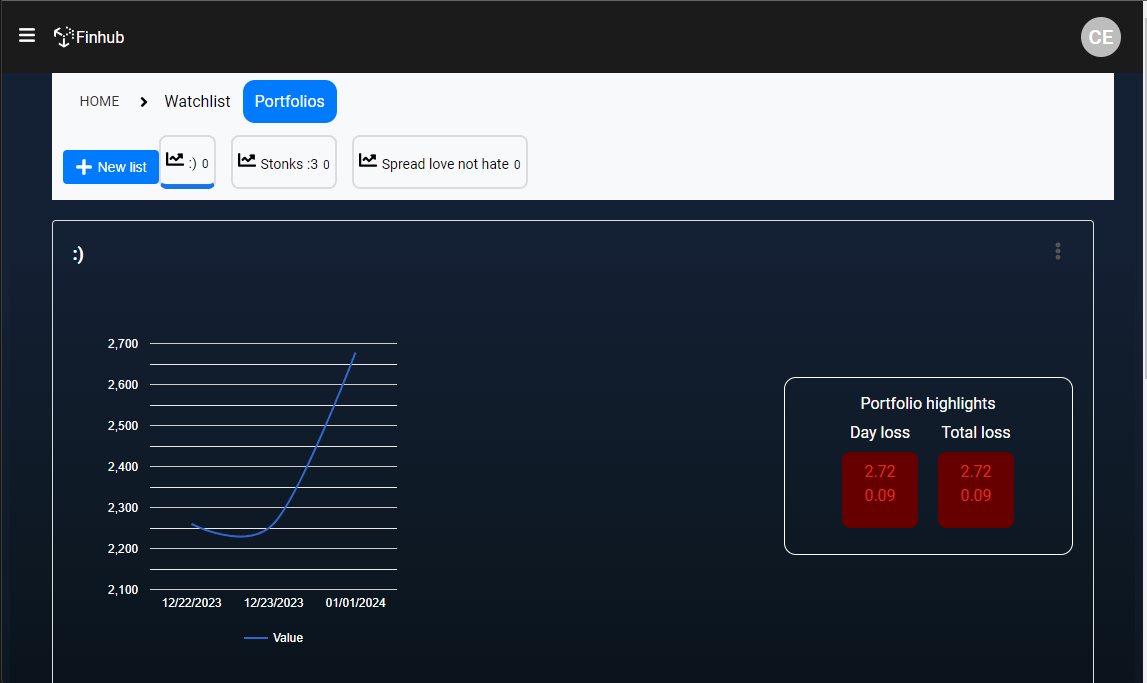 Finhub
CE
HOME Watchlist Portfolios
New list
:) 0
Stonks :3 0
Spread love not hate 0
:)
2,700
2,600
2,500
2,400
2,300
2,200
2,100
12/22/2023 12/23/2023 01/01/2024
Value
Portfolio highlights
Day loss Total loss
2.72 2.72
0.09 0.09